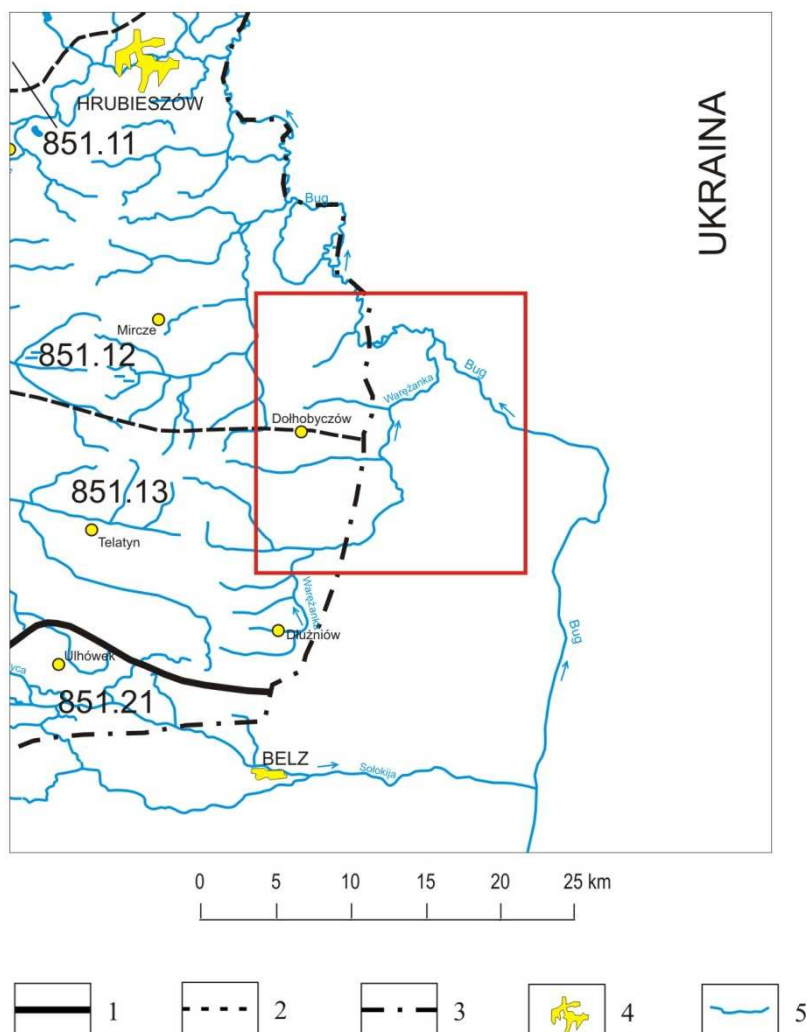 HRUBIESZÓW
851.11
UKRAINA
Bug
Mircze
851.12
Bug
Warężanka
Dołhobyczów
851.13
Telatyn
Warężanka
Dłużniów
Bug
Ulhówek
yca
851.21
BELZ
Sołokija
0 5 10 15 20 25 km
1 2 3 4 5